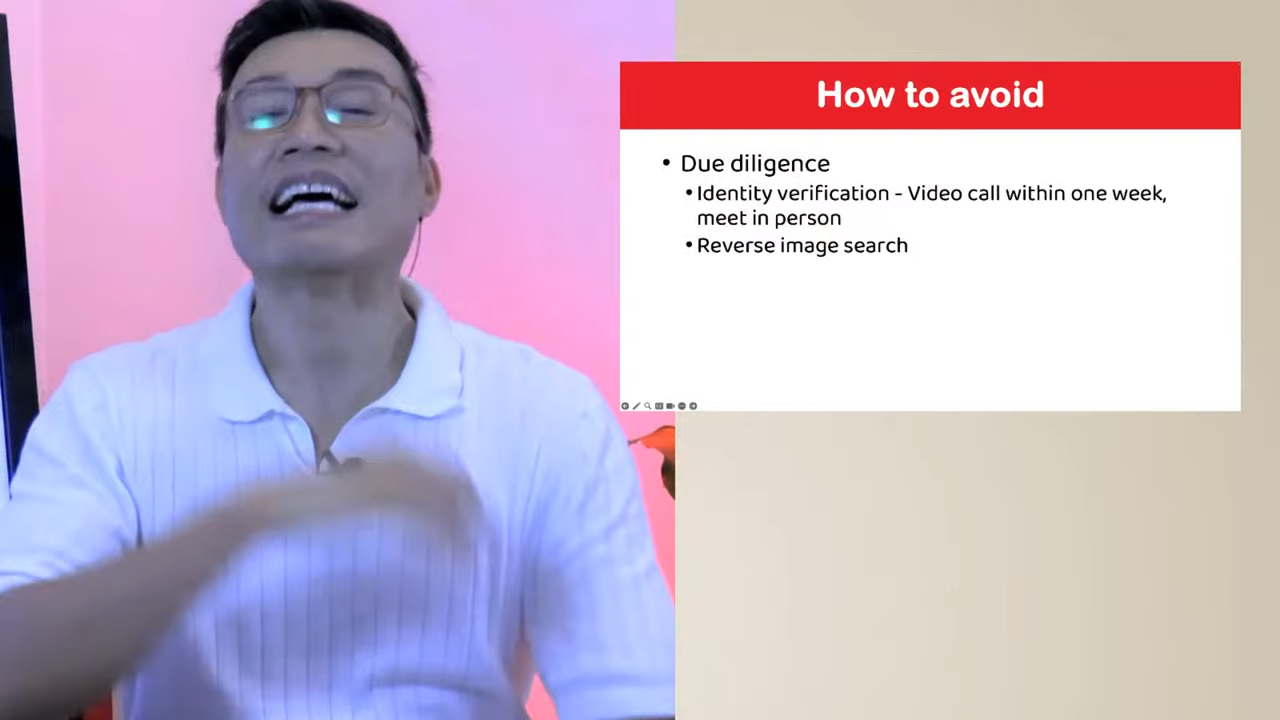 How to avoid
• Due diligence
• Identity verification - Video call within one week,
meet in person
• Reverse image search